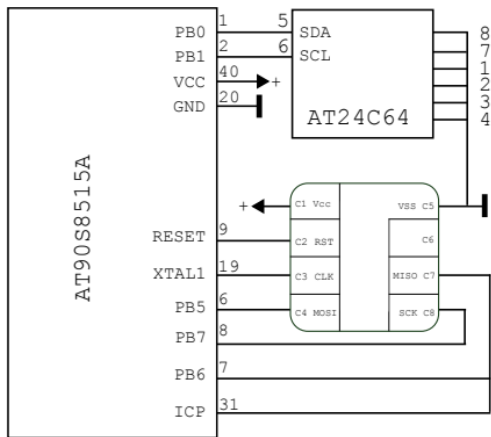 PB0 1 5 SDA 8
PB1 2 6 SCL 7
VCC 40 + 1
GND 20 2
AT24C64 3
4
AT90S8515A
+ C1 Vcc VSS C5
RESET 9 C2 RST C6
XTAL1 19 C3 CLK MISO C7
PB5 6 C4 MOSI SCK C8
PB7 8
PB6 7
ICP 31